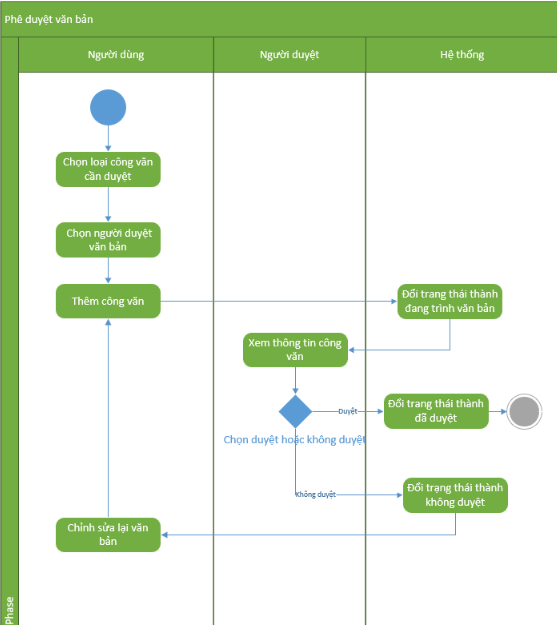 Phê duyệt văn bản
Người dùng
Người duyệt
Hệ thống
Chọn loại công văn
cần duyệt
Chọn người duyệt
văn bản
Thêm công văn
Đổi trang thái thành
đang trình văn bản
Xem thông tin công
văn
Duyệt
Đổi trang thái thành
đã duyệt
Chọn duyệt hoặc không duyệt
Không duyệt
Đổi trạng thái thành
không duyệt
Chỉnh sửa lại văn
bản
Phase